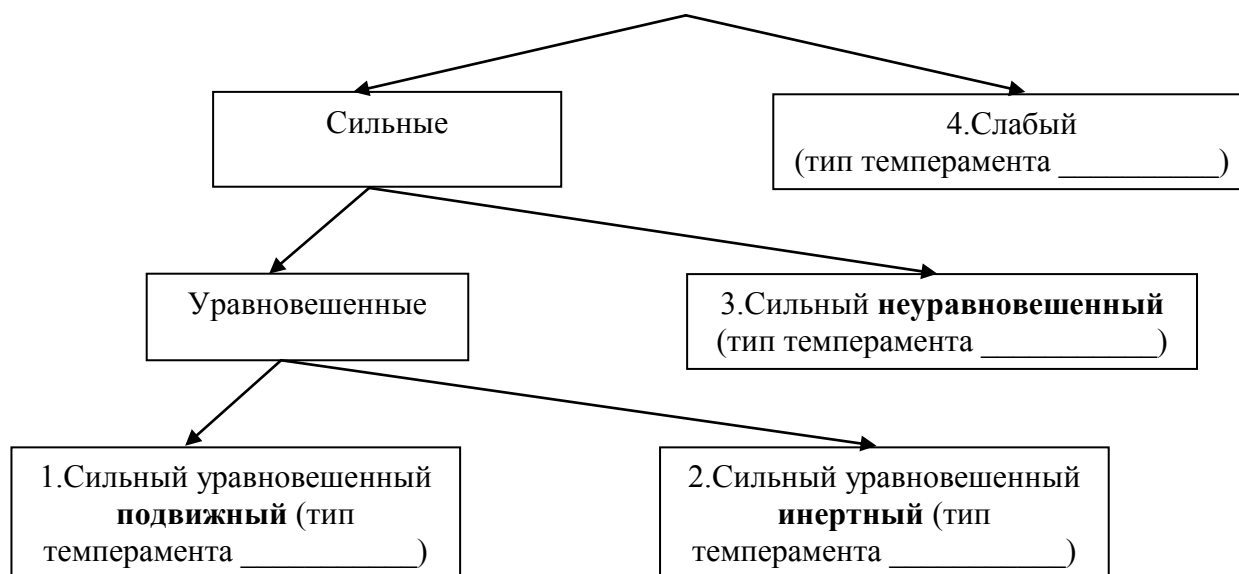 Сильные
4.Слабый
(тип темперамента __________)
Уравновешенные
3.Сильный неуравновешенный
(тип темперамента ___________)
1.Сильный уравновешенный
подвижный (тип
темперамента ___________)
2.Сильный уравновешенный
инертный (тип
темперамента ___________)